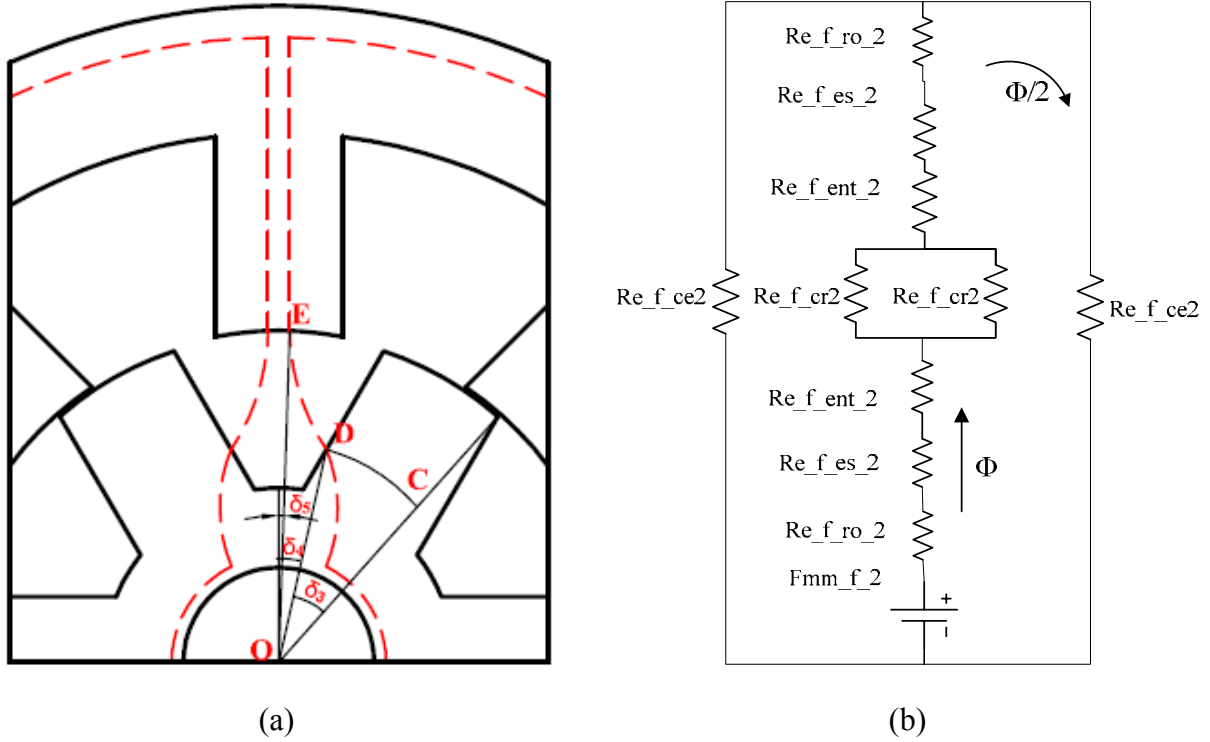 E
D
C
δ₅
δ₄
δ₃
O
(a)
Re_f_ro_2
Re_f_es_2
Φ/2
Re_f_ent_2
Re_f_ce2
Re_f_cr2
Re_f_cr2
Re_f_ce2
Re_f_ent_2
Re_f_es_2
Φ
Re_f_ro_2
Fmm_f_2
+
-
(b)